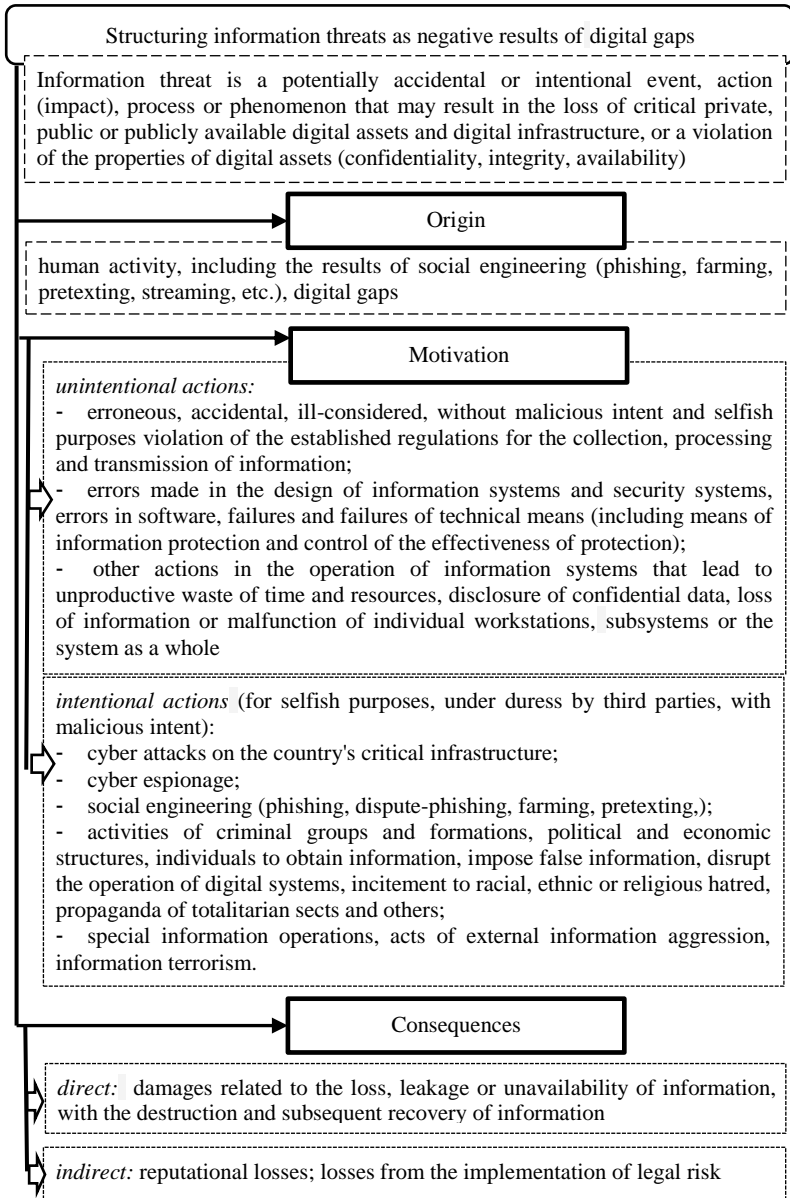 Structuring information threats as negative results of digital gaps
Information threat is a potentially accidental or intentional event, action
(impact), process or phenomenon that may result in the loss of critical private,
public or publicly available digital assets and digital infrastructure, or a violation
of the properties of digital assets (confidentiality, integrity, availability)
Origin
human activity, including the results of social engineering (phishing, farming,
pretexting, streaming, etc.), digital gaps
Motivation
unintentional actions:
- erroneous, accidental, ill-considered, without malicious intent and selfish
purposes violation of the established regulations for the collection, processing
and transmission of information;
- errors made in the design of information systems and security systems,
errors in software, failures and failures of technical means (including means of
information protection and control of the effectiveness of protection);
- other actions in the operation of information systems that lead to
unproductive waste of time and resources, disclosure of confidential data, loss
of information or malfunction of individual workstations, subsystems or the
system as a whole
intentional actions (for selfish purposes, under duress by third parties, with
malicious intent):
- cyber attacks on the country's critical infrastructure;
- cyber espionage;
- social engineering (phishing, dispute-phishing, farming, pretexting,);
- activities of criminal groups and formations, political and economic
structures, individuals to obtain information, impose false information, disrupt
the operation of digital systems, incitement to racial, ethnic or religious hatred,
propaganda of totalitarian sects and others;
- special information operations, acts of external information aggression,
information terrorism.
Consequences
direct: damages related to the loss, leakage or unavailability of information,
with the destruction and subsequent recovery of information
indirect: reputational losses; losses from the implementation of legal risk